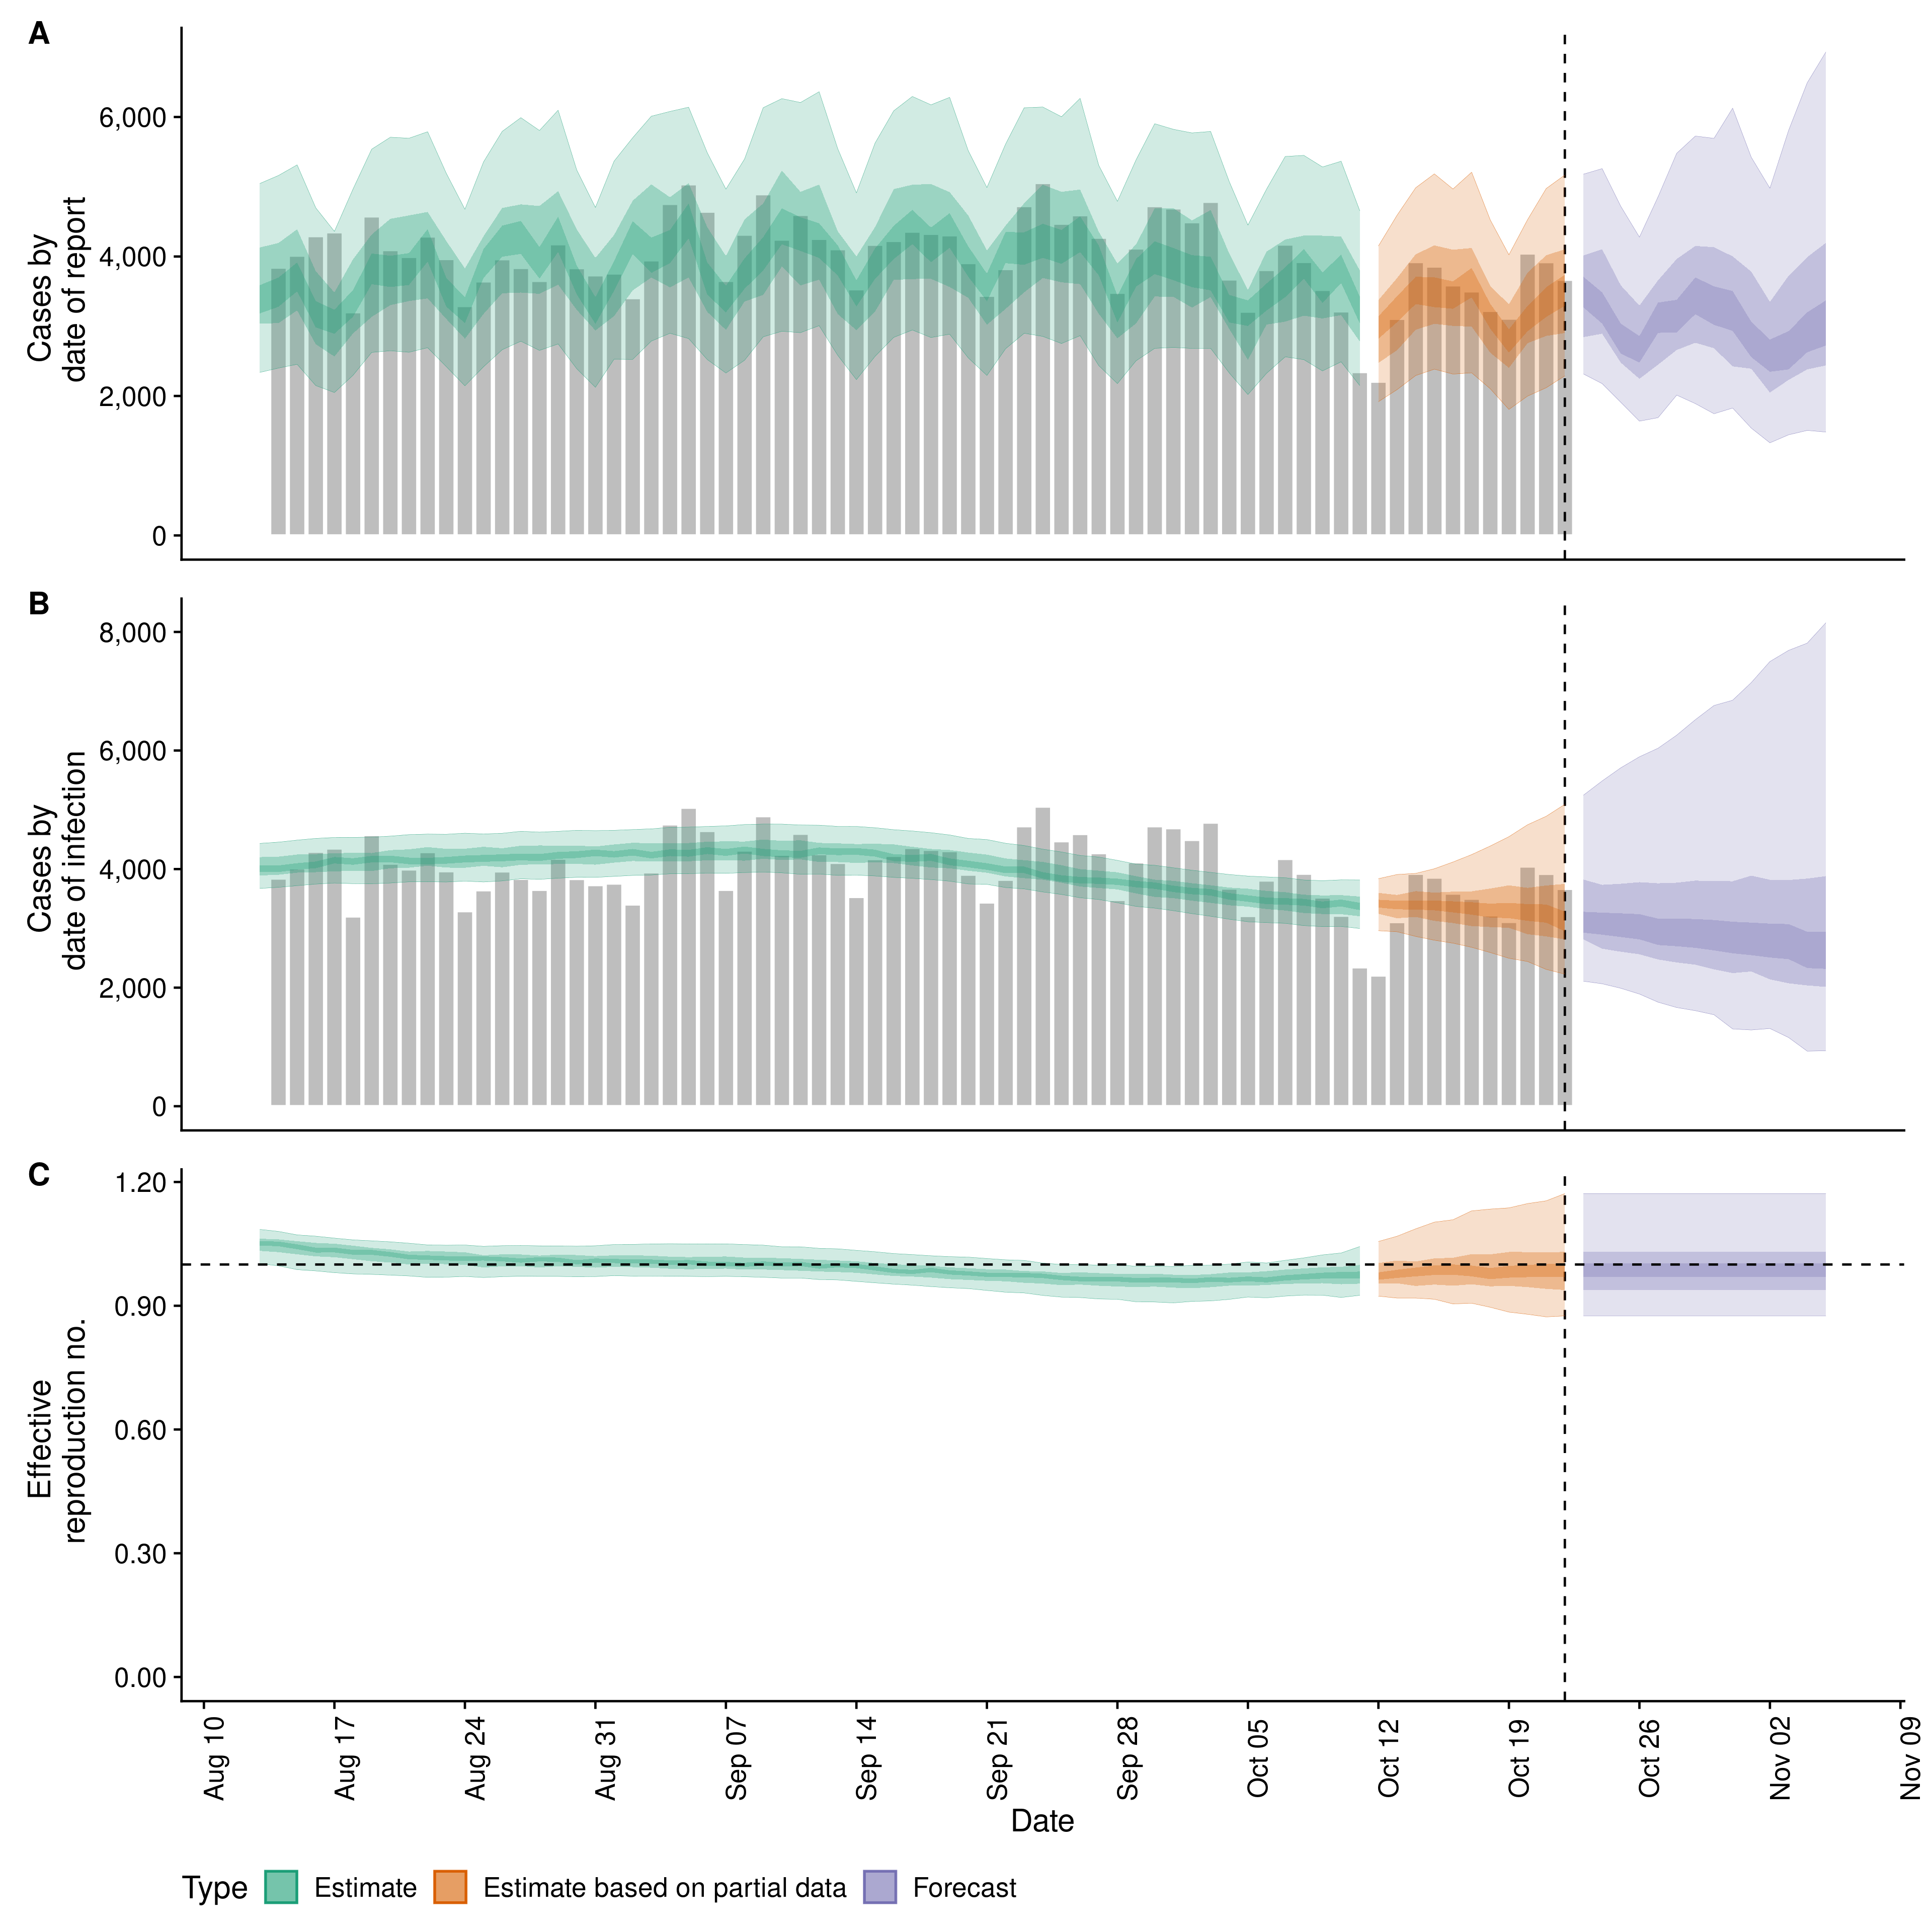 A
6,000
4,000
2,000
0
Cases by
date of report
B
8,000
6,000
4,000
2,000
0
Cases by
date of infection
C
1.20
0.90
0.60
0.30
0.00
Effective
reproduction no.
Aug 10
Aug 17
Aug 24
Aug 31
Sep 07
Sep 14
Sep 21
Sep 28
Oct 05
Oct 12
Oct 19
Oct 26
Nov 02
Nov 09
Date
Type Estimate Estimate based on partial data Forecast